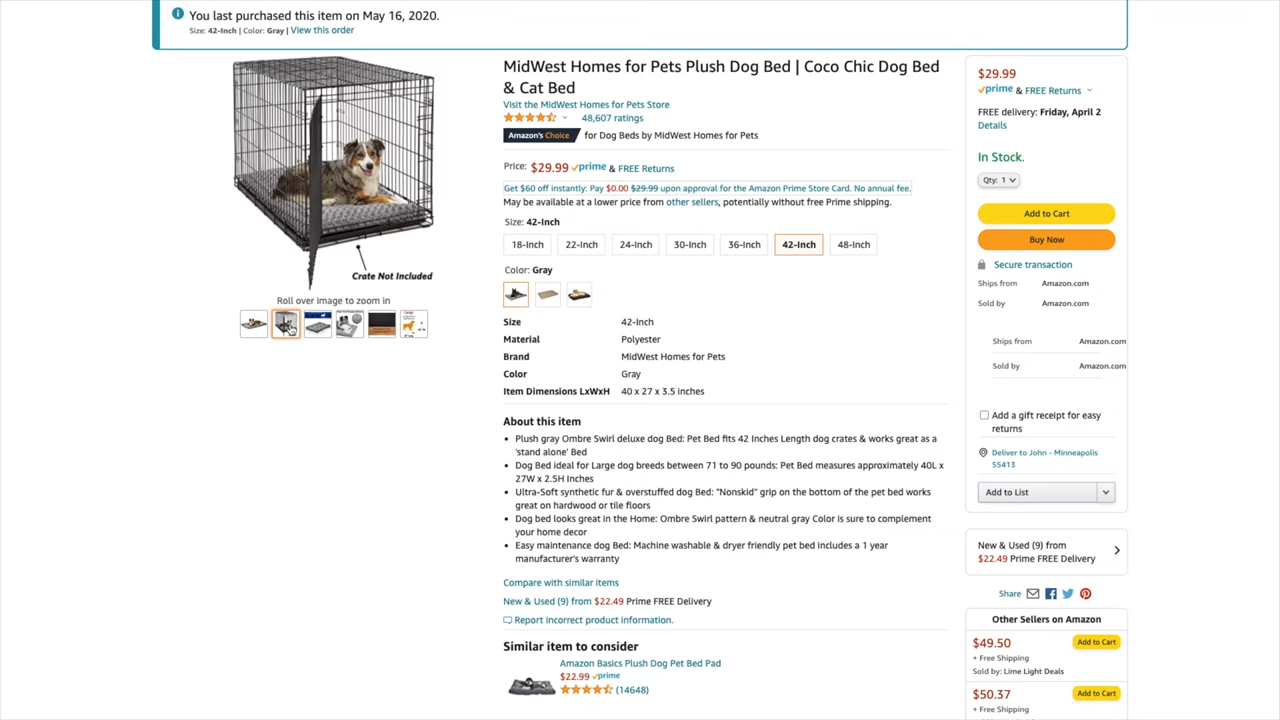 You last purchased this item on May 16, 2020.
Size: 42-Inch | Color: Gray | View this order
Crate Not Included
Roll over image to zoom in
MidWest Homes for Pets Plush Dog Bed | Coco Chic Dog Bed
& Cat Bed
Visit the MidWest Homes for Pets Store
48,607 ratings
Amazon's Choice for Dog Beds by MidWest Homes for Pets
Price: $29.99 prime & FREE Returns
Get $60 off instantly: Pay $0.00 $29.99 upon approval for the Amazon Prime Store Card. No annual fee.
May be available at a lower price from other sellers, potentially without free Prime shipping.
Size: 42-Inch
18-Inch 22-Inch 24-Inch 30-Inch 36-Inch 42-Inch 48-Inch
Color: Gray
Size 42-Inch
Material Polyester
Brand MidWest Homes for Pets
Color Gray
Item Dimensions LxWxH 40 x 27 x 3.5 inches
About this item
• Plush gray Ombre Swirl deluxe dog Bed: Pet Bed fits 42 Inches Length dog crates & works great as a
'stand alone' Bed
• Dog Bed ideal for Large dog breeds between 71 to 90 pounds: Pet Bed measures approximately 40L x
27W x 2.5H Inches
• Ultra-Soft synthetic fur & overstuffed dog Bed: "Nonskid" grip on the bottom of the pet bed works
great on hardwood or tile floors
• Dog bed looks great in the Home: Ombre Swirl pattern & neutral gray Color is sure to complement
your home decor
• Easy maintenance dog Bed: Machine washable & dryer friendly pet bed includes a 1 year
manufacturer's warranty
Compare with similar items
New & Used (9) from $22.49 Prime FREE Delivery
Report incorrect product information.
Similar item to consider
Amazon Basics Plush Dog Pet Bed Pad
$22.99 prime
(14648)
$29.99
prime & FREE Returns
FREE delivery: Friday, April 2
Details
In Stock.
Qty: 1
Add to Cart
Buy Now
Secure transaction
Ships from Amazon.com
Sold by Amazon.com
Ships from Amazon.com
Sold by Amazon.com
Add a gift receipt for easy
returns
Deliver to John - Minneapolis
55413
Add to List
New & Used (9) from
$22.49 Prime FREE Delivery
Share
Other Sellers on Amazon
$49.50 Add to Cart
+ Free Shipping
Sold by: Lime Light Deals
$50.37 Add to Cart
+ Free Shipping